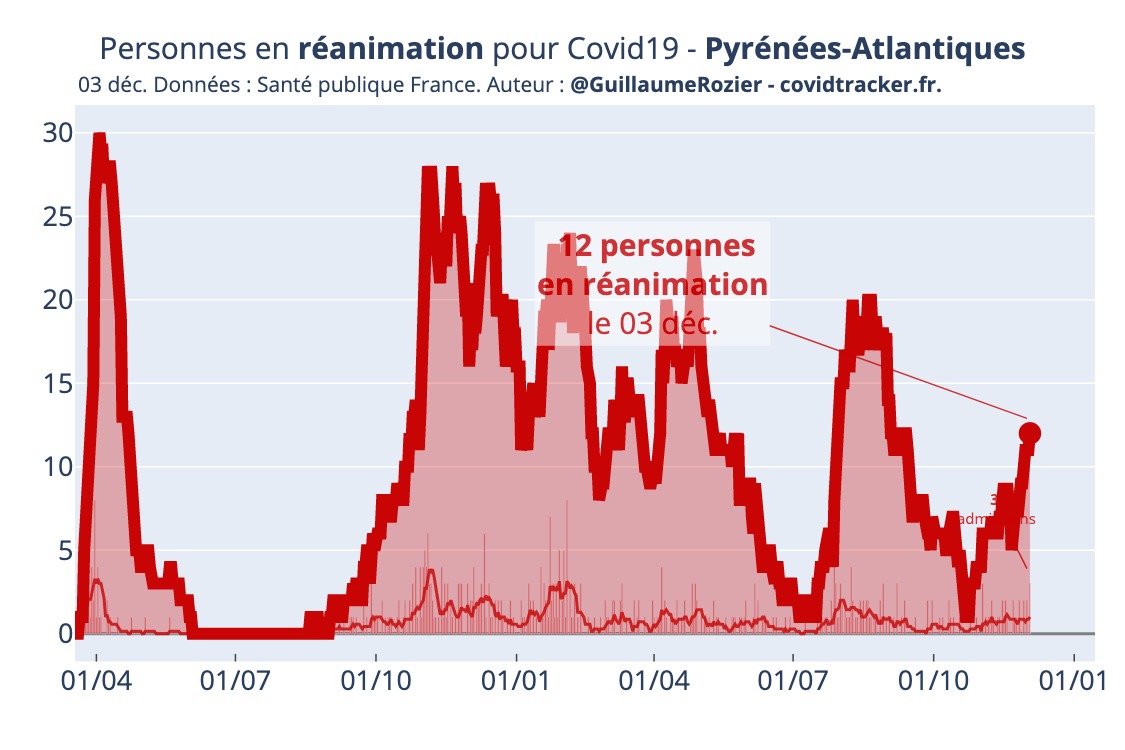 Personnes en réanimation pour Covid19 - Pyrénées-Atlantiques
03 déc. Données : Santé publique France. Auteur : @GuillaumeRozier - covidtracker.fr.
30
25
20
15
10
5
0
12 personnes
en réanimation
le 03 déc.
3
01/04 01/07 01/10 01/01 01/04 01/07 01/10 01/01